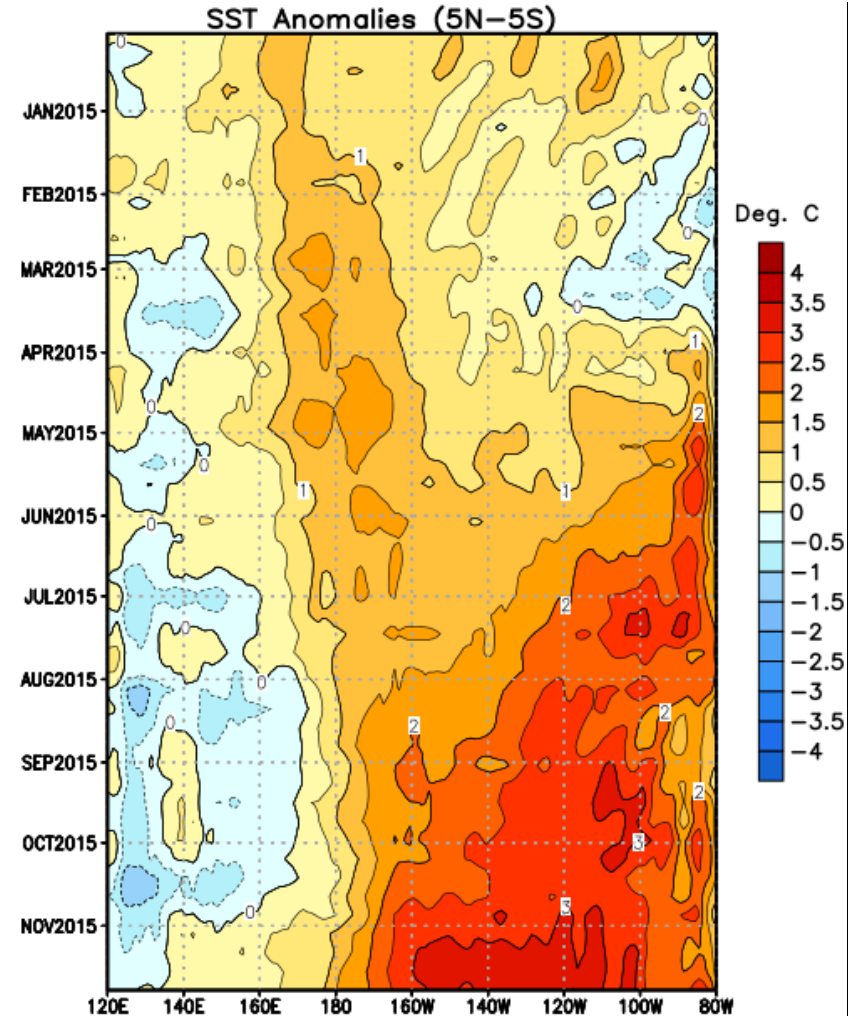 SST Anomalies (5N–5S)
0
JAN2015
0
1
FEB2015
Deg. C
0
MAR2015
4
3.5
0
3
1
APR2015
2.5
2
0
2
1.5
MAY2015
1
0.5
0
1
1
0
JUN2015
0
−0.5
−1
JUL2015
2
−1.5
0
−2
−2.5
AUG2015
0
−3
2
0
2
−3.5
−4
SEP2015
2
OCT2015
3
0
3
NOV2015
120E 140E 160E 180 160W 140W 120W 100W 80W